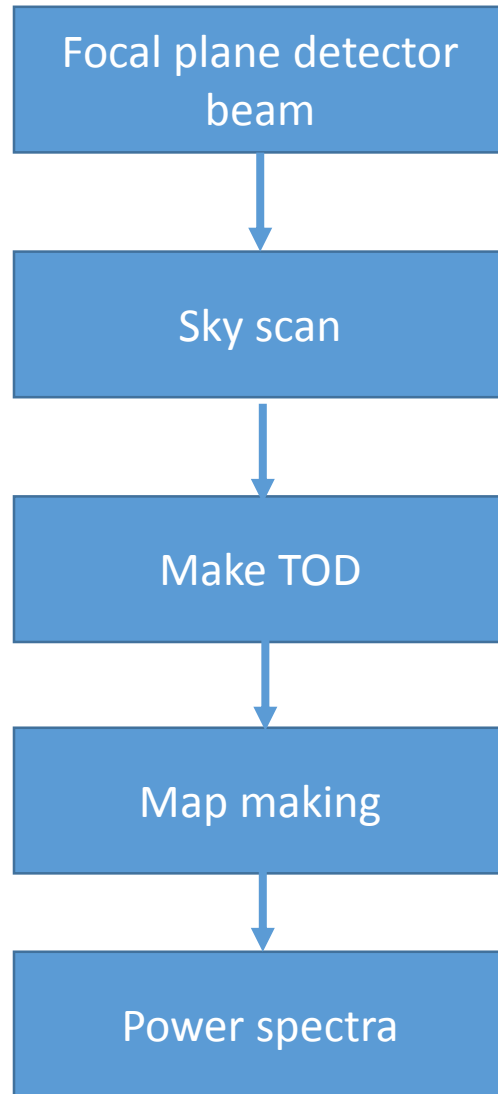 Focal plane detector
beam
Sky scan
Make TOD
Map making
Power spectra